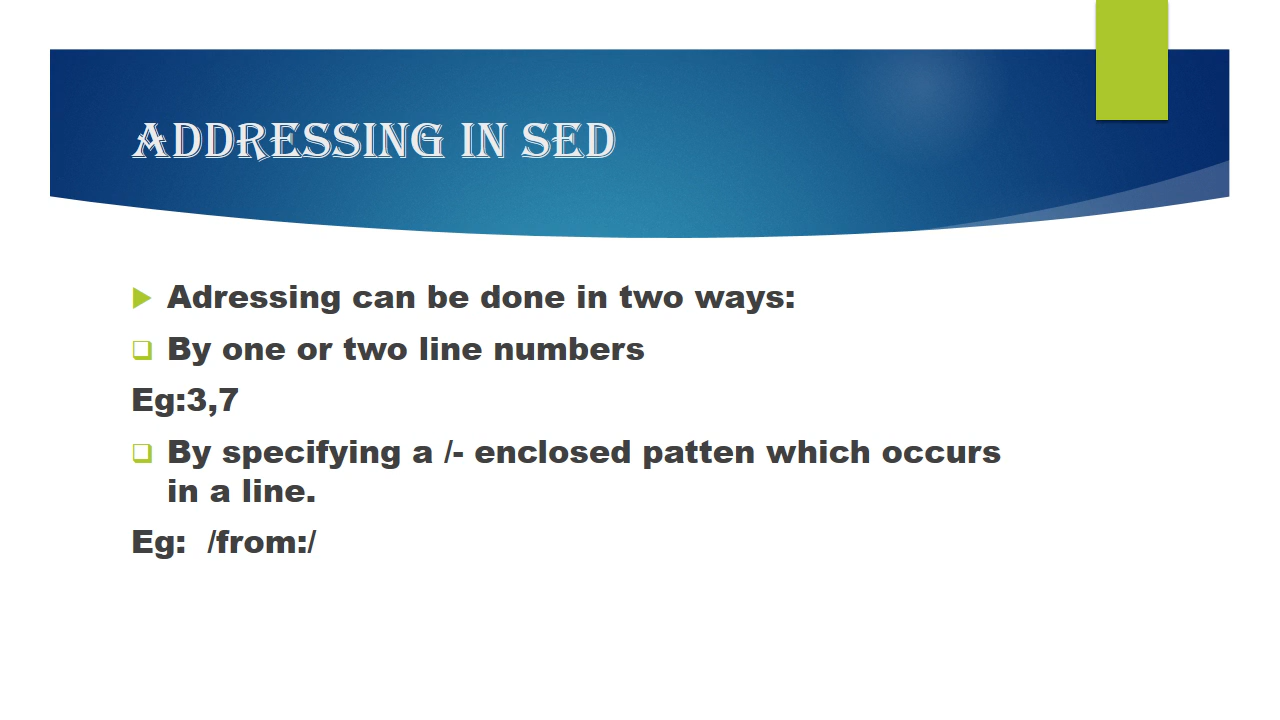 ADDRESSING IN SED
Adressing can be done in two ways:
By one or two line numbers
Eg:3,7
By specifying a /- enclosed patten which occurs
in a line.
Eg:  /from:/